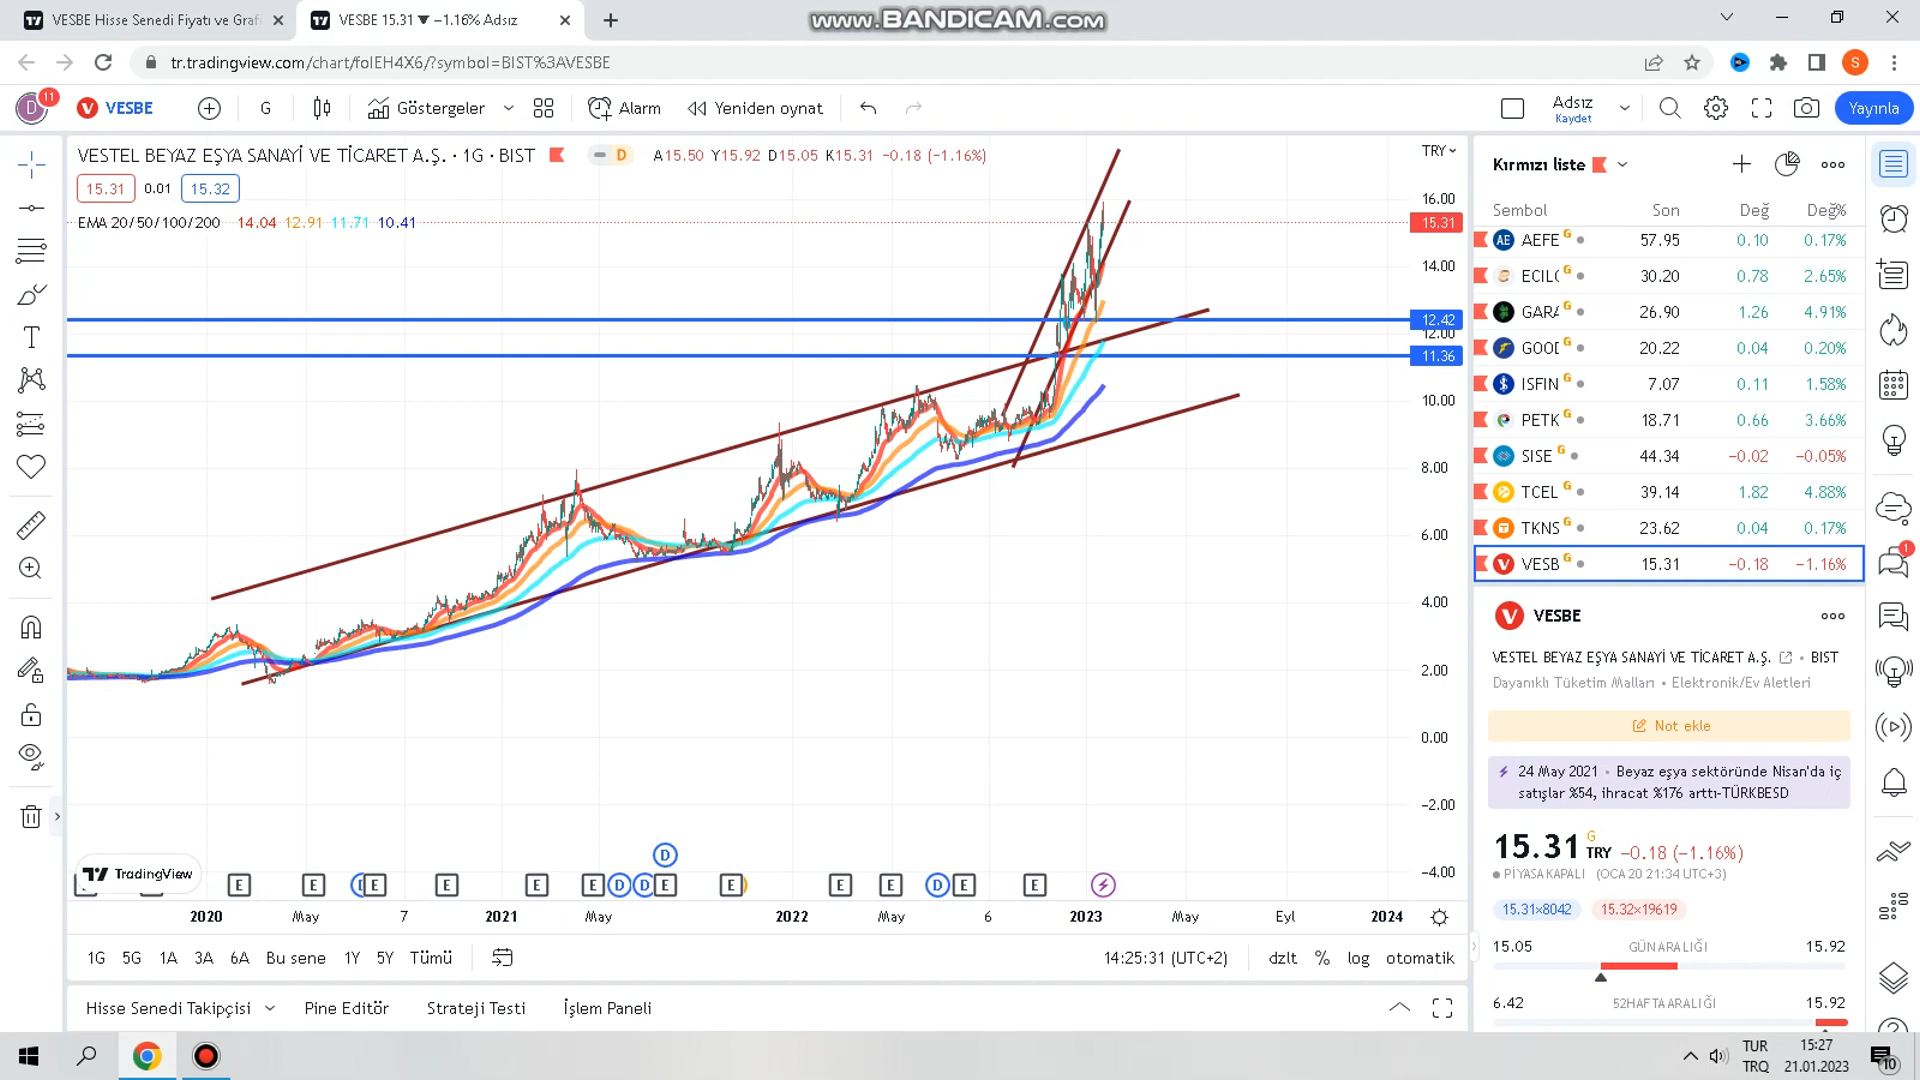 VESBE Hisse Senedi Fiyatı ve Grafi
VESBE 15.31 ▼ −1.16% Adsız
www.BANDICAM.com
tr.tradingview.com/chart/folEH4X6/?symbol=BIST%3AVESBE
S
D
11
VESBE
G
Göstergeler
Alarm
Yeniden oynat
Adsız
Kaydet
Yayınla
VESTEL BEYAZ EŞYA SANAYİ VE TİCARET A.Ş. · 1G · BIST
D
A15.50 Y15.92 D15.05 K15.31 −0.18 (−1.16%)
15.31
0.01
15.32
EMA 20/50/100/200 14.04 12.91 11.71 10.41
TRY
16.00
15.31
14.00
12.42
12.00
11.36
10.00
8.00
6.00
4.00
2.00
0.00
−2.00
−4.00
TradingView
E E E E E E D D E D E E E D E E
2020 May 7 2021 May 2022 May 6 2023 May Eyl 2024
1G 5G 1A 3A 6A Bu sene 1Y 5Y Tümü
14:25:31 (UTC+2)
dzlt % log otomatik
Hisse Senedi Takipçisi
Pine Editör
Strateji Testi
İşlem Paneli
Kırmızı liste
Sembol Son Değ Değ%
AEFE G 57.95 0.10 0.17%
ECILC G 30.20 0.78 2.65%
GARA G 26.90 1.26 4.91%
GOOD G 20.22 0.04 0.20%
ISFIN G 7.07 0.11 1.58%
PETK G 18.71 0.66 3.66%
SISE G 44.34 −0.02 −0.05%
TCEL G 39.14 1.82 4.88%
TKNS G 23.62 0.04 0.17%
VESB G 15.31 −0.18 −1.16%
VESBE
VESTEL BEYAZ EŞYA SANAYİ VE TİCARET A.Ş. • BIST
Dayanıklı Tüketim Malları • Elektronik/Ev Aletleri
Not ekle
24 May 2021 • Beyaz eşya sektöründe Nisan'da iç
satışlar %54, ihracat %176 arttı-TÜRKBESD
15.31 G TRY −0.18 (−1.16%)
PİYASA KAPALI (OCA 20 21:34 UTC+3)
15.31×8042
15.32×19619
15.05 GÜN ARALIĞI 15.92
6.42 52HAFTA ARALIĞI 15.92
1
TUR
TRQ
15:27
21.01.2023
10